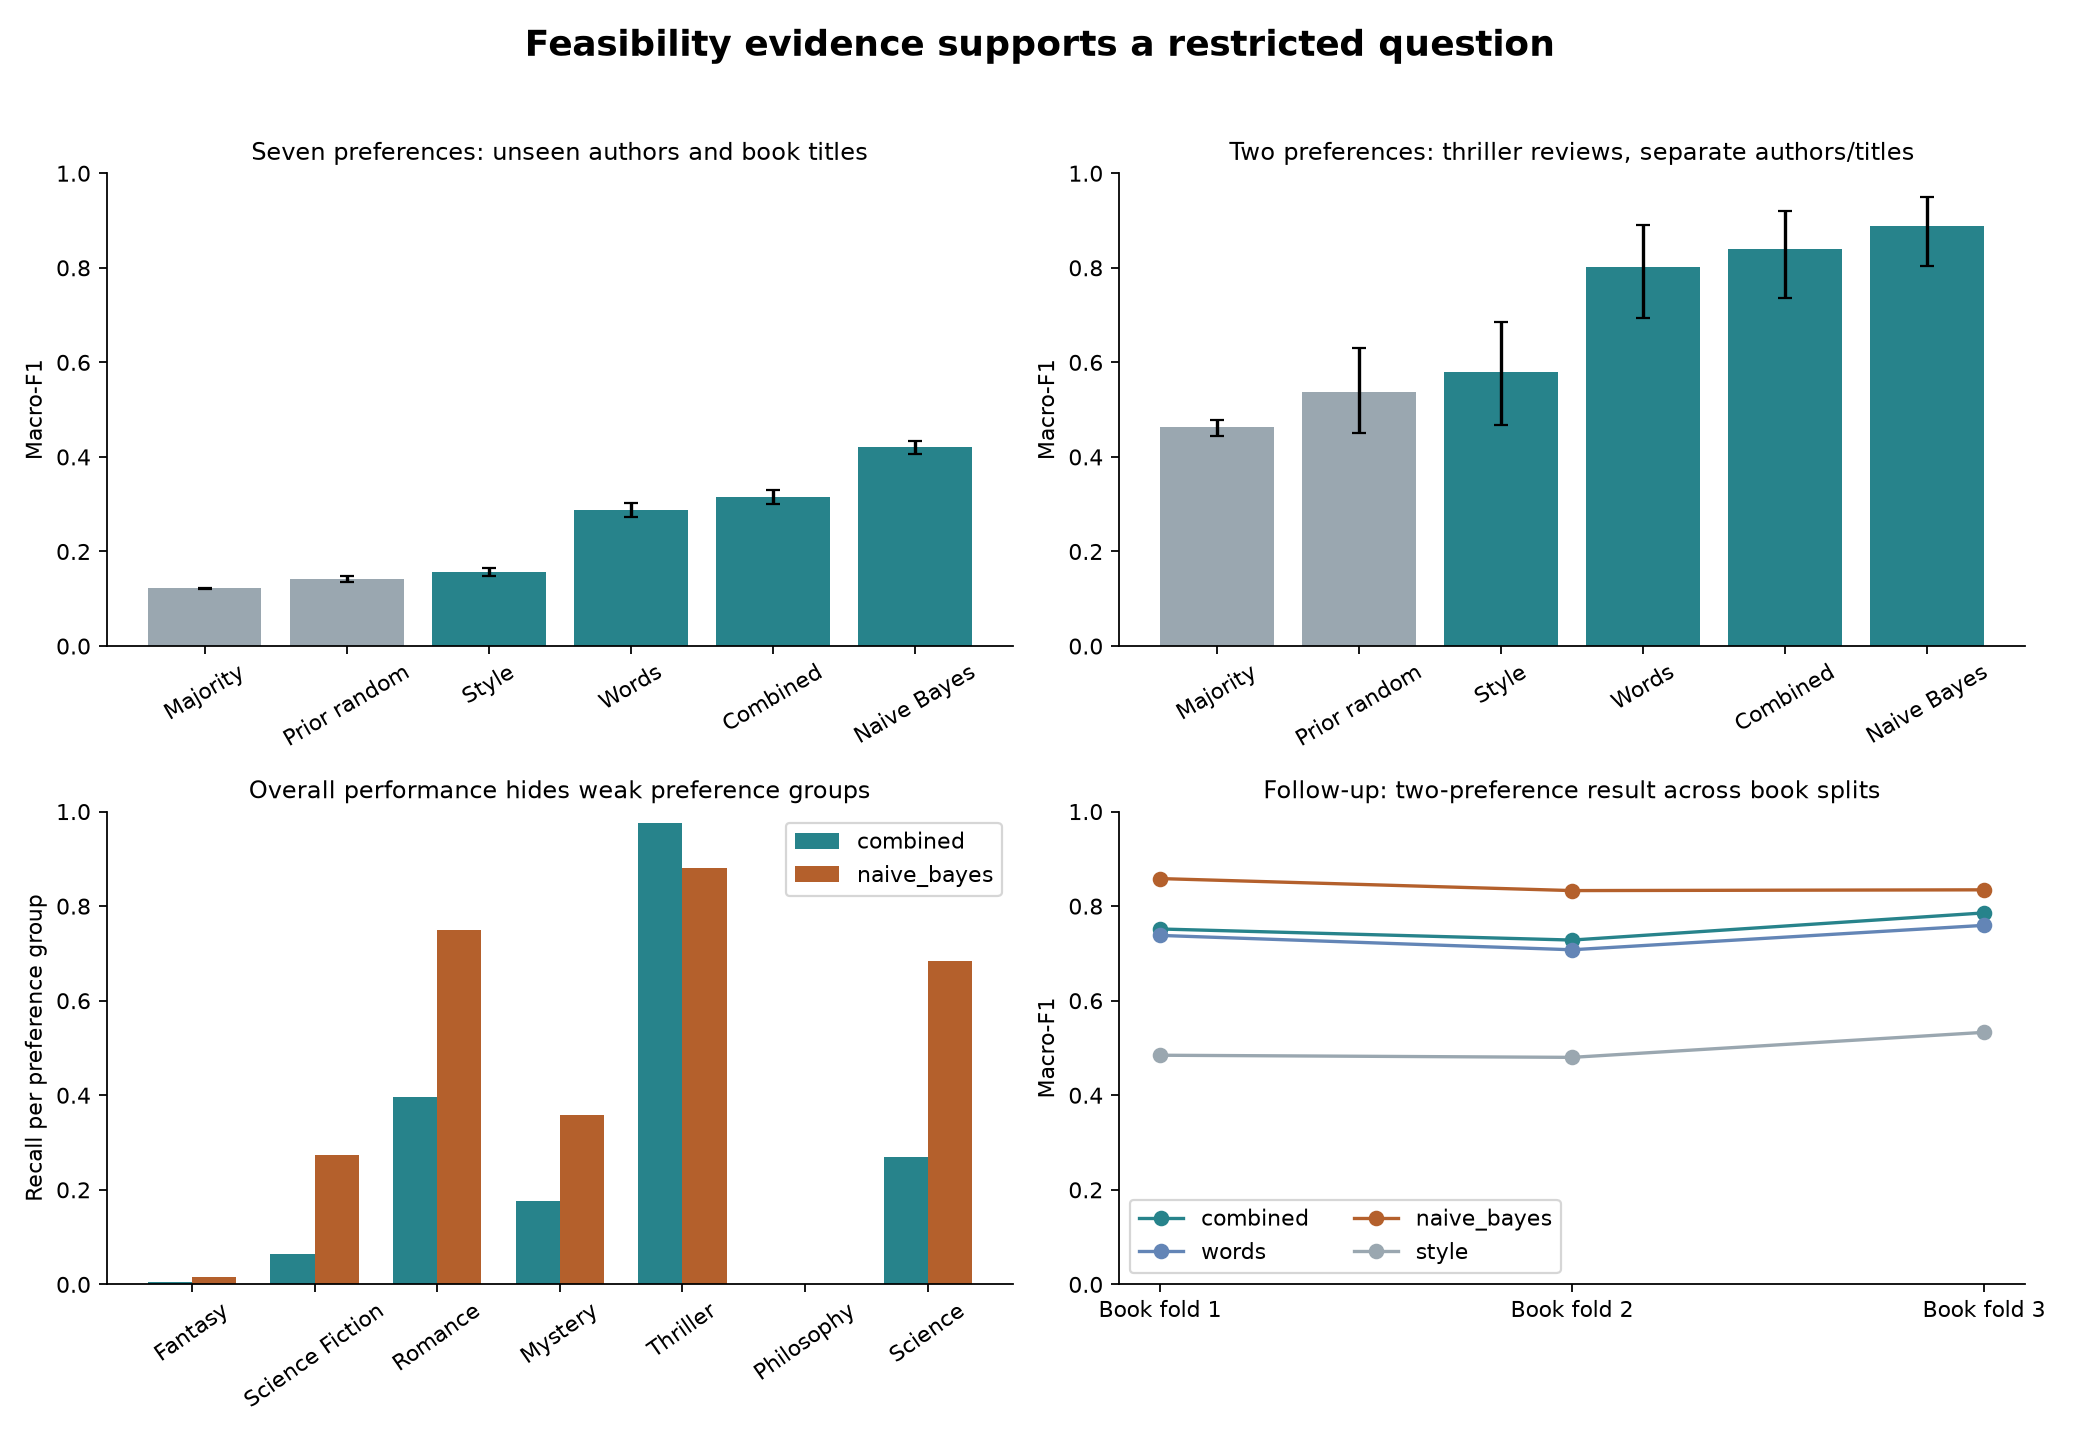 Feasibility evidence supports a restricted question
Seven preferences: unseen authors and book titles
Macro-F1
1.0
0.8
0.6
0.4
0.2
0.0
Majority
Prior random
Style
Words
Combined
Naive Bayes
Two preferences: thriller reviews, separate authors/titles
Macro-F1
1.0
0.8
0.6
0.4
0.2
0.0
Majority
Prior random
Style
Words
Combined
Naive Bayes
Overall performance hides weak preference groups
Recall per preference group
1.0
0.8
0.6
0.4
0.2
0.0
combined
naive_bayes
Fantasy
Science Fiction
Romance
Mystery
Thriller
Philosophy
Science
Follow-up: two-preference result across book splits
Macro-F1
1.0
0.8
0.6
0.4
0.2
0.0
combined
words
naive_bayes
style
Book fold 1
Book fold 2
Book fold 3